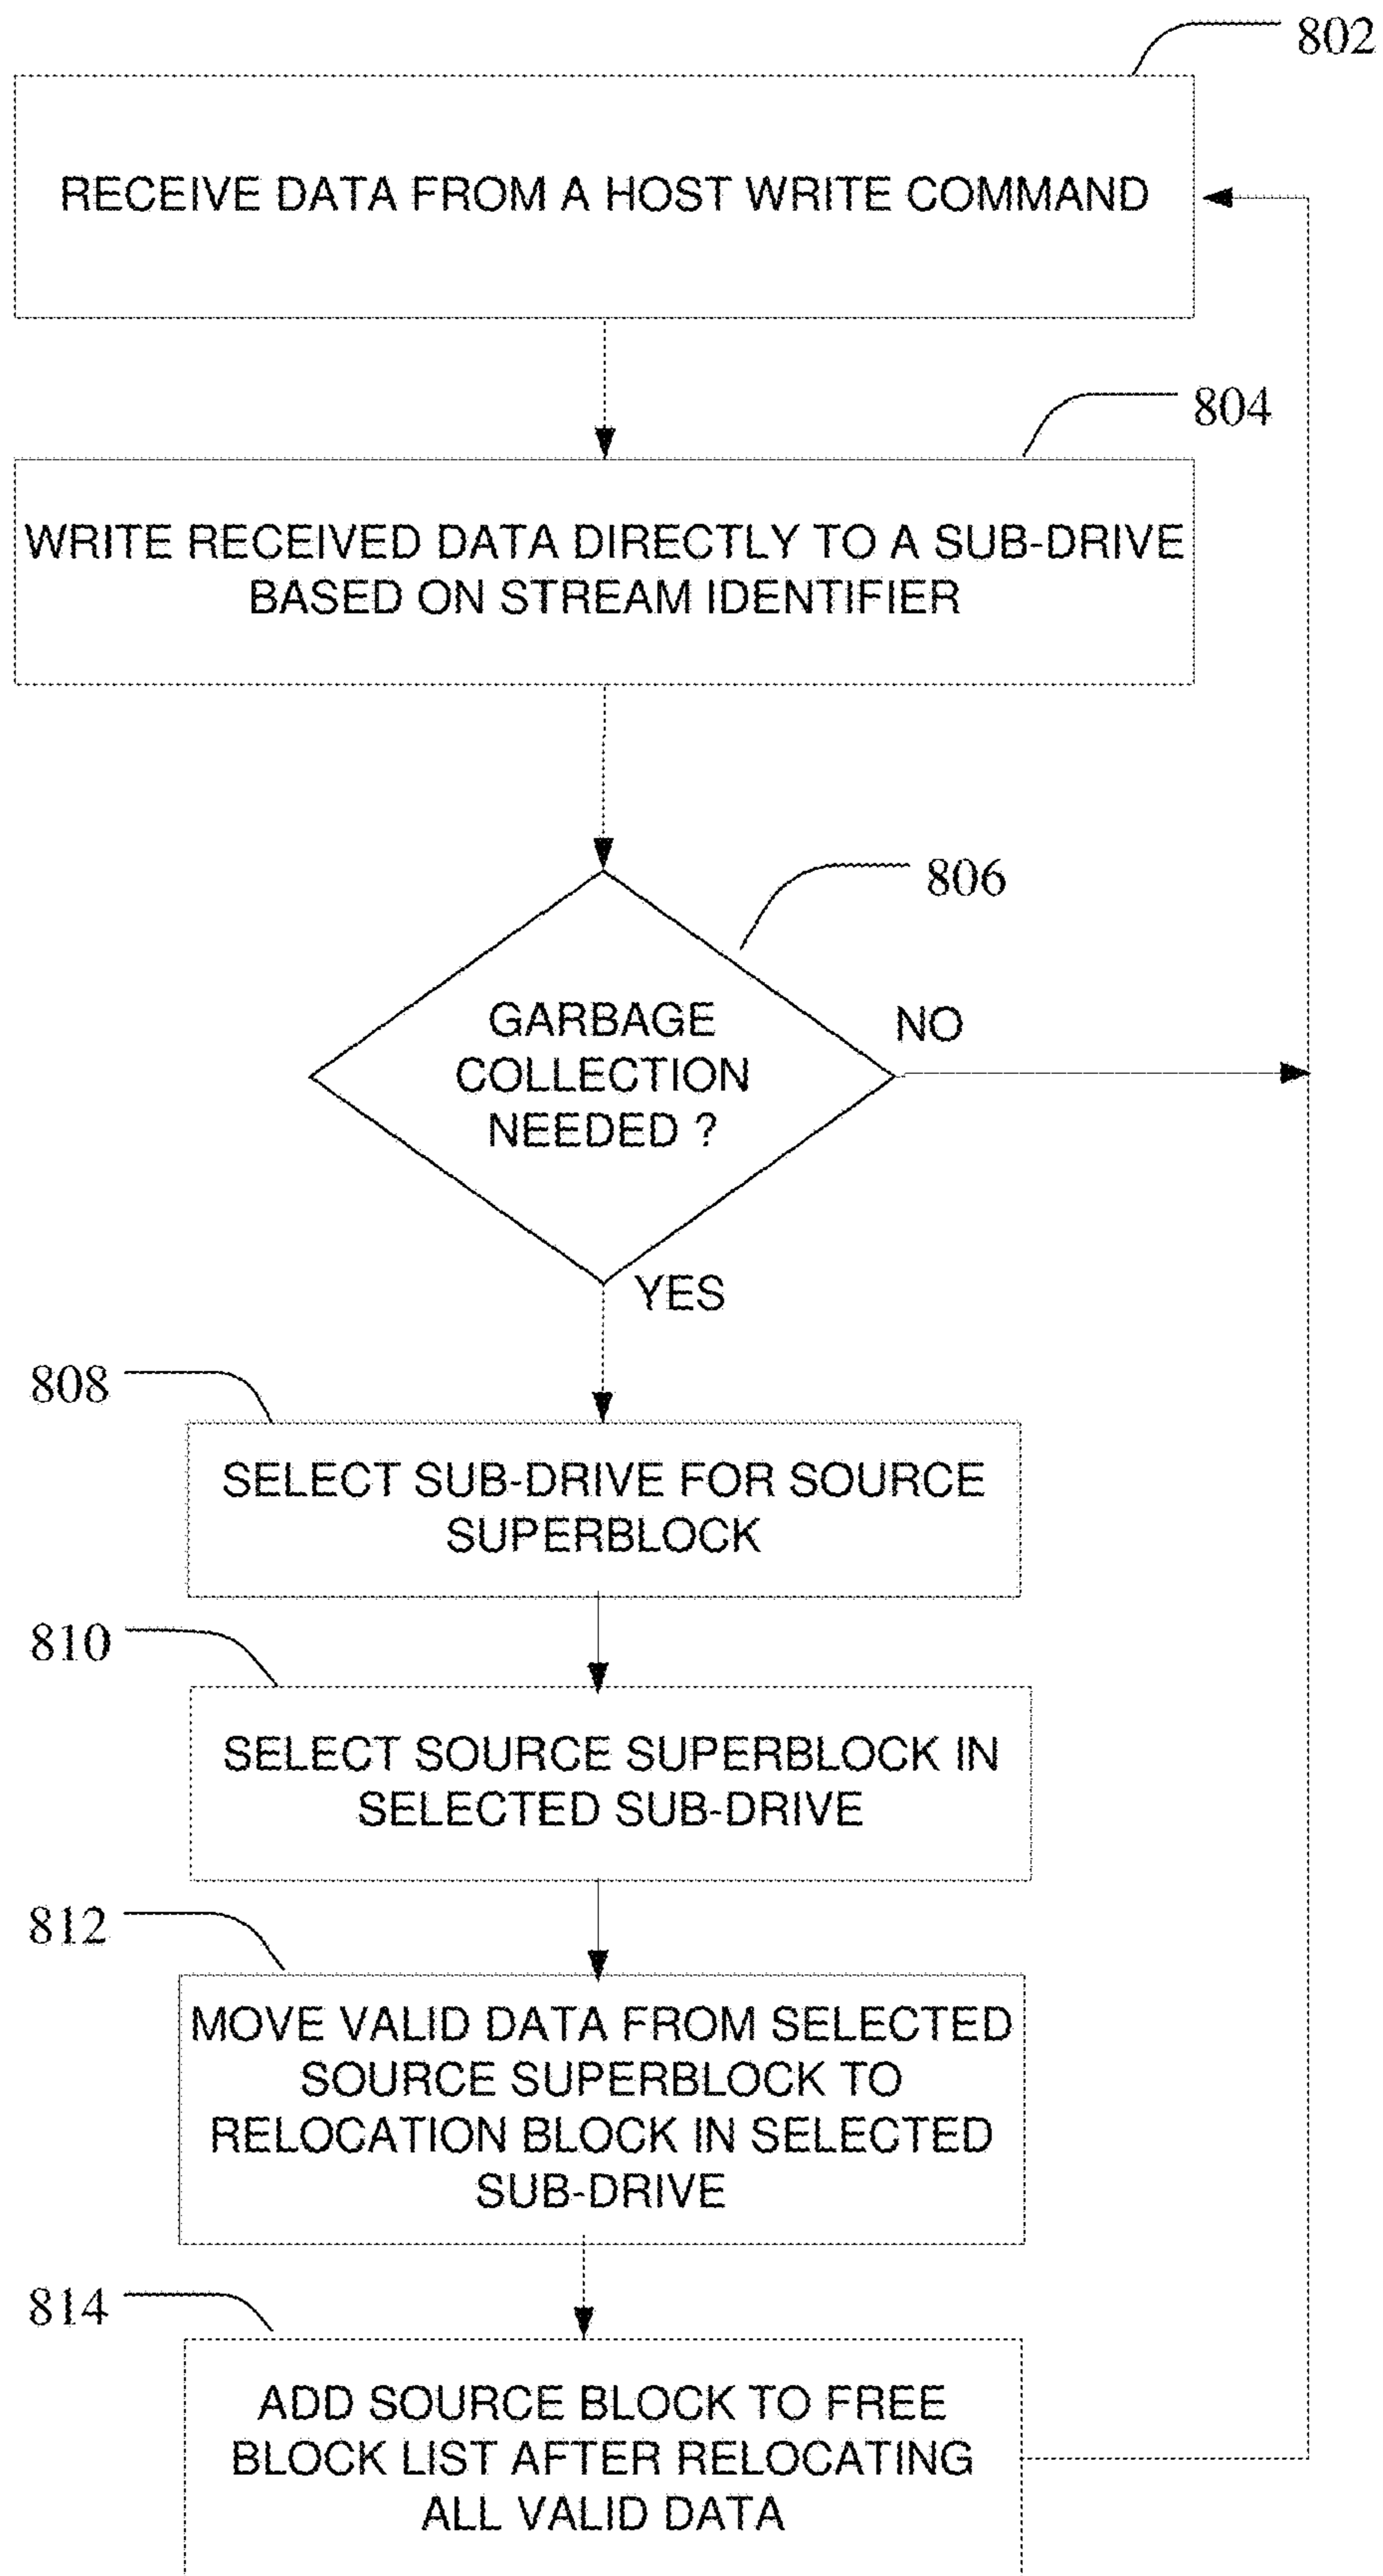 802
RECEIVE DATA FROM A HOST WRITE COMMAND
804
WRITE RECEIVED DATA DIRECTLY TO A SUB-DRIVE
BASED ON STREAM IDENTIFIER
806
GARBAGE
COLLECTION
NEEDED ?
NO
YES
808
SELECT SUB-DRIVE FOR SOURCE
SUPERBLOCK
810
SELECT SOURCE SUPERBLOCK IN
SELECTED SUB-DRIVE
812
MOVE VALID DATA FROM SELECTED
SOURCE SUPERBLOCK TO
RELOCATION BLOCK IN SELECTED
SUB-DRIVE
814
ADD SOURCE BLOCK TO FREE
BLOCK LIST AFTER RELOCATING
ALL VALID DATA